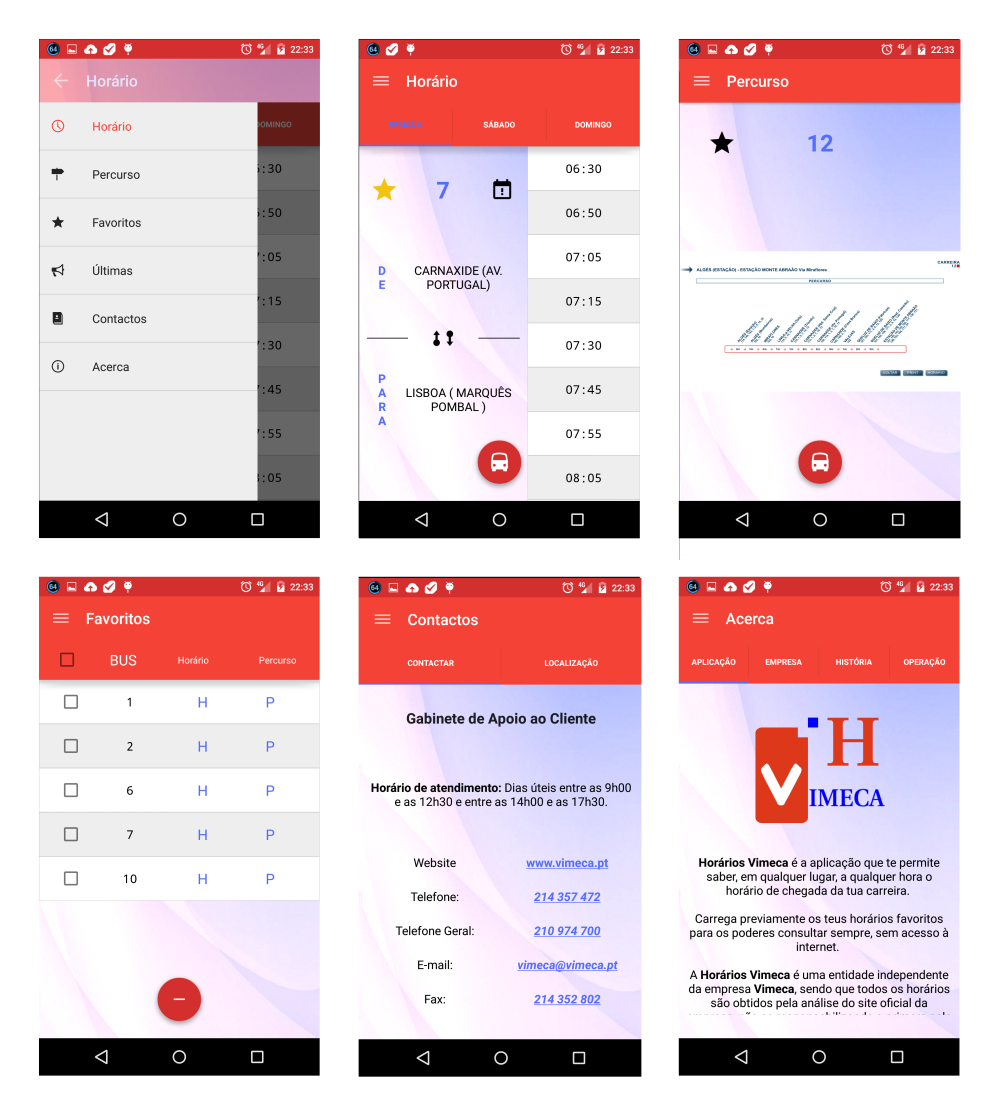 64
4G
22:33
Horário
DOMINGO
Horário
Percurso
Favoritos
Últimas
Contactos
Acerca
:30
:50
:05
:15
:30
:45
:55
:05
64
4G
22:33
Horário
SEMANA
SÁBADO
DOMINGO
7
DE
CARNAXIDE (AV.
PORTUGAL)
PARA
LISBOA ( MARQUÊS
POMBAL )
06:30
06:50
07:05
07:15
07:30
07:45
07:55
08:05
64
4G
22:33
Percurso
12
CARREIRA
12
ALGÉS (ESTAÇÃO) - ESTAÇÃO MONTE ABRAÃO Via Miraflores
PERCURSO
VOLTAR
PRINT
HORARIO
64
4G
22:33
Favoritos
BUS
Horário
Percurso
1
H
P
2
H
P
6
H
P
7
H
P
10
H
P
64
4G
22:33
Contactos
CONTACTAR
LOCALIZAÇÃO
Gabinete de Apoio ao Cliente
Horário de atendimento: Dias úteis entre as 9h00
e as 12h30 e entre as 14h00 e as 17h30.
Website
www.vimeca.pt
Telefone:
214 357 472
Telefone Geral:
210 974 700
E-mail:
vimeca@vimeca.pt
Fax:
214 352 802
64
4G
22:33
Acerca
APLICAÇÃO
EMPRESA
HISTÓRIA
OPERAÇÃO
H
VIMECA
Horários Vimeca é a aplicação que te permite
saber, em qualquer lugar, a qualquer hora o
horário de chegada da tua carreira.
Carrega previamente os teus horários favoritos
para os poderes consultar sempre, sem acesso à
internet.
A Horários Vimeca é uma entidade independente
da empresa Vimeca, sendo que todos os horários
são obtidos pela análise do site oficial da